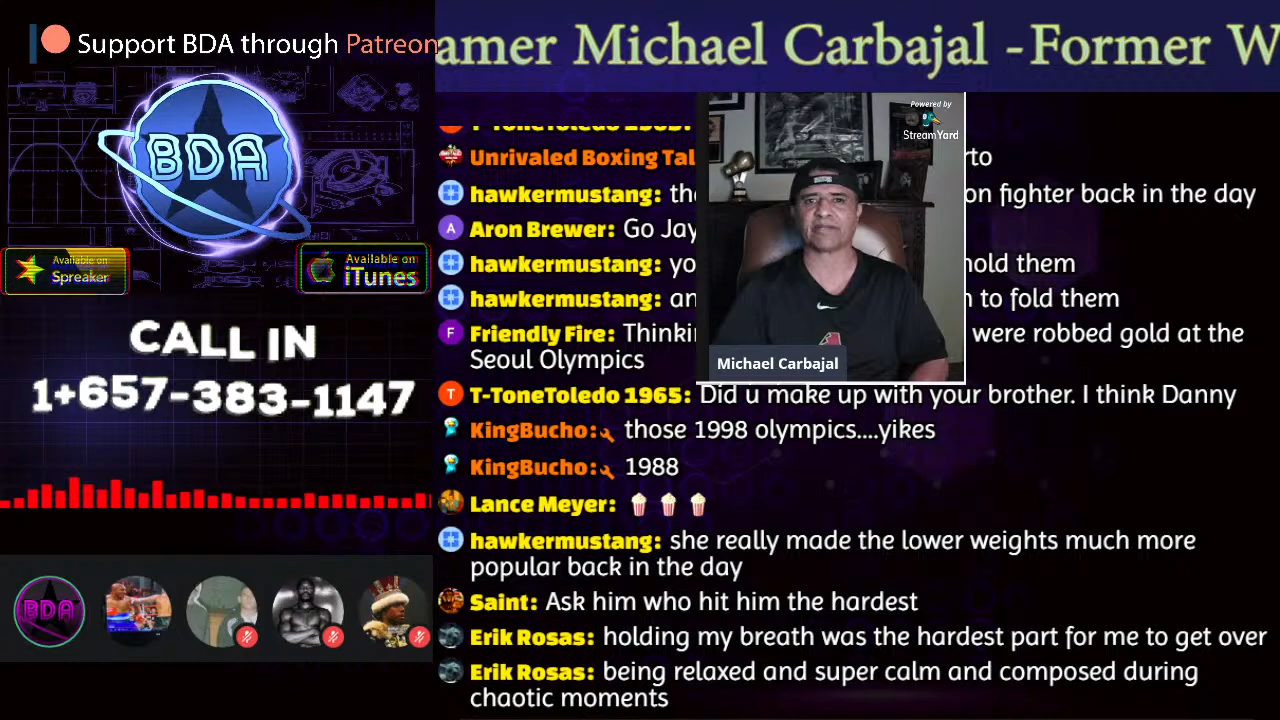 Support BDA through Patreon
amer Michael Carbajal -Former W
BDA
Available on
Spreaker
Available on
iTunes
CALL IN
1+657-383-1147
BDA
Powered by
StreamYard
Michael Carbajal
T-ToneToledo 1965:
Unrivaled Boxing Tal rto
hawkermustang: on fighter back in the day
Aron Brewer: Go Jay
hawkermustang: hold them
hawkermustang: to fold them
Friendly Fire: were robbed gold at the
Seoul Olympics
T-ToneToledo 1965: Did u make up with your brother. I think Danny
KingBucho: those 1998 olympics....yikes
KingBucho: 1988
Lance Meyer: 🍿 🍿 🍿
hawkermustang: she really made the lower weights much more
popular back in the day
Saint: Ask him who hit him the hardest
Erik Rosas: holding my breath was the hardest part for me to get over
Erik Rosas: being relaxed and super calm and composed during
chaotic moments